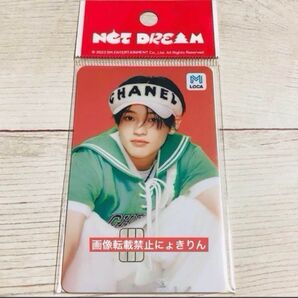 NCT DREAM
© 2023 SM ENTERTAINMENT Co., Ltd. All Rights Reserved.
CHANEL
M
LOCA
画像転載禁止にょきりん